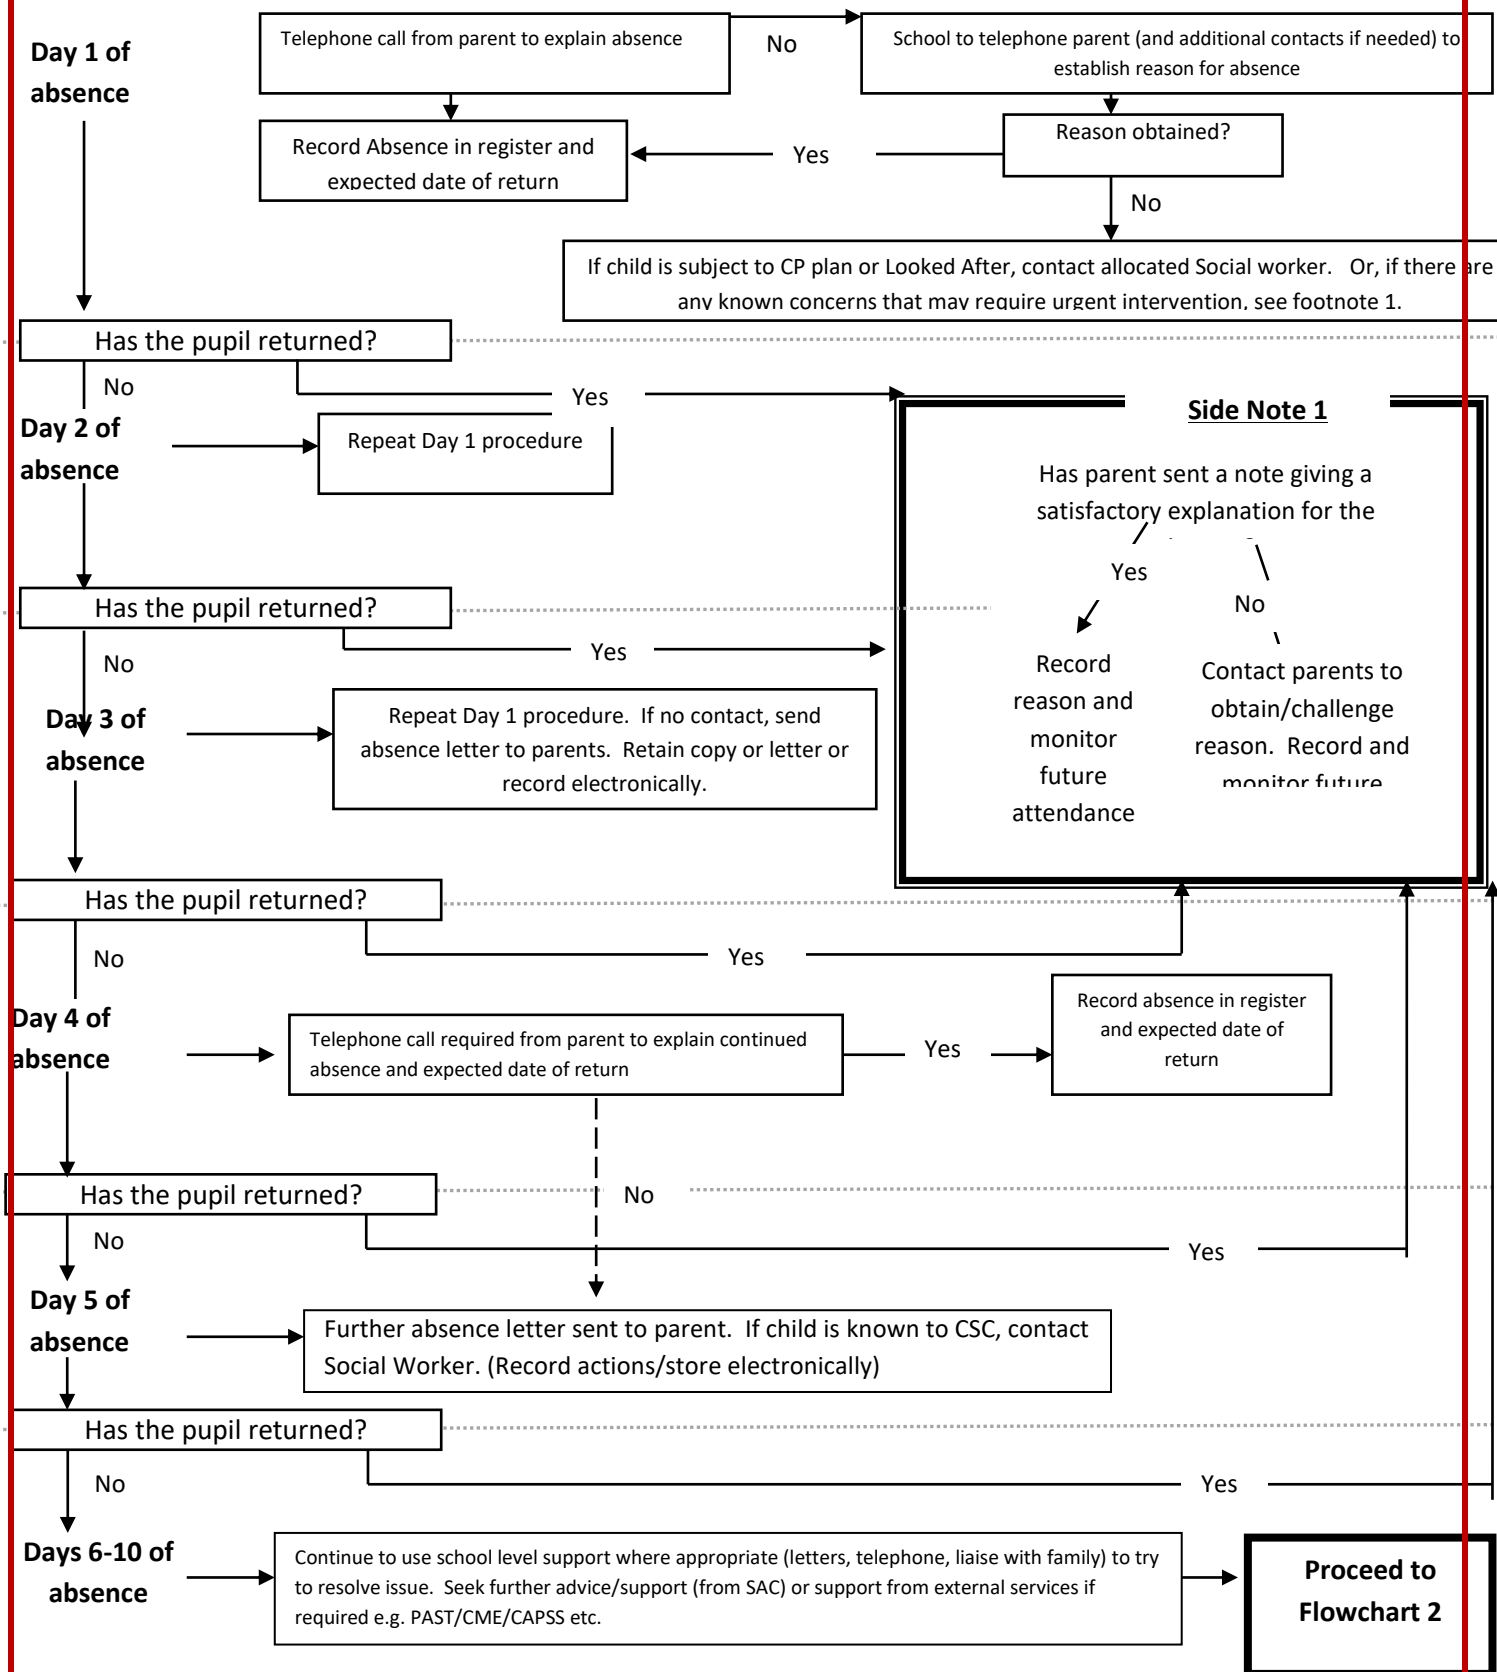 Day 1 of
absence
Telephone call from parent to explain absence
No
School to telephone parent (and additional contacts if needed) to
establish reason for absence
Record Absence in register and
expected date of return
Yes
Reason obtained?
No
If child is subject to CP plan or Looked After, contact allocated Social worker. Or, if there are
any known concerns that may require urgent intervention, see footnote 1.
Has the pupil returned?
No
Yes
Day 2 of
absence
Repeat Day 1 procedure
Side Note 1
Has parent sent a note giving a
satisfactory explanation for the
Yes
No
Record
reason and
monitor
future
attendance
Contact parents to
obtain/challenge
reason. Record and
monitor future
Has the pupil returned?
No
Yes
Day 3 of
absence
Repeat Day 1 procedure. If no contact, send
absence letter to parents. Retain copy or letter or
record electronically.
Has the pupil returned?
No
Yes
Day 4 of
absence
Telephone call required from parent to explain continued
absence and expected date of return
Yes
Record absence in register
and expected date of
return
Has the pupil returned?
No
No
Yes
Day 5 of
absence
Further absence letter sent to parent. If child is known to CSC, contact
Social Worker. (Record actions/store electronically)
Has the pupil returned?
No
Yes
Days 6-10 of
absence
Continue to use school level support where appropriate (letters, telephone, liaise with family) to try
to resolve issue. Seek further advice/support (from SAC) or support from external services if
required e.g. PAST/CME/CAPSS etc.
Proceed to
Flowchart 2